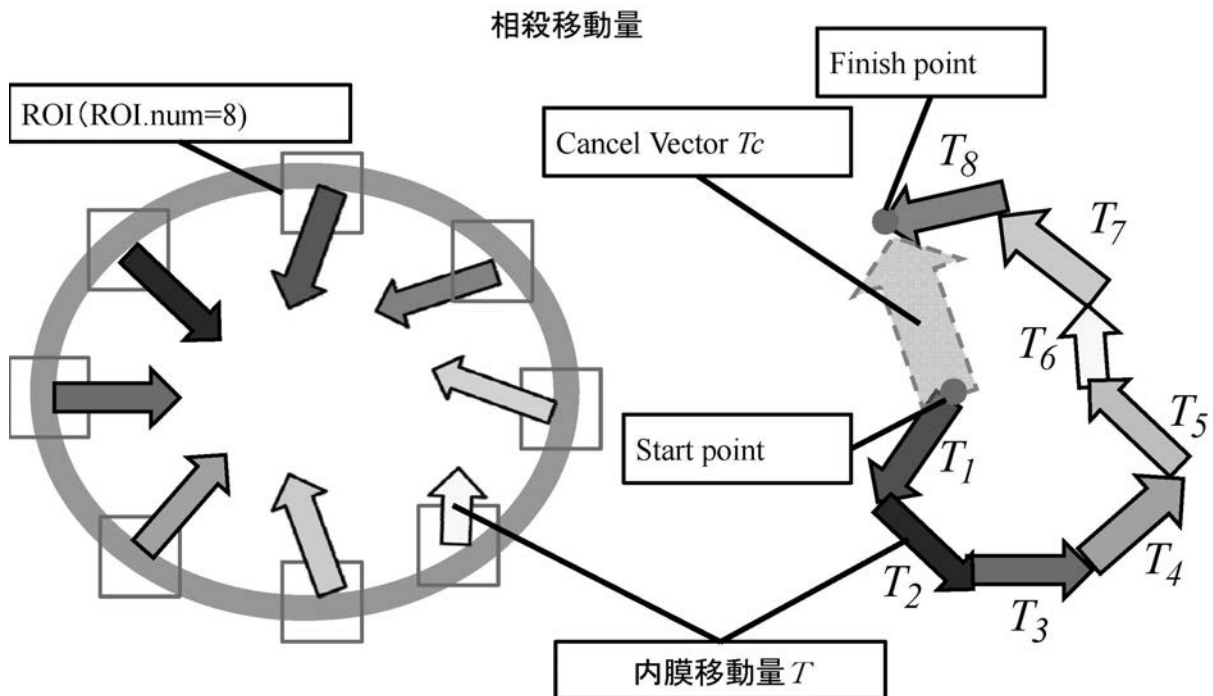 相殺移動量
Finish point
ROI(ROI.num=8)
Cancel Vector Tc
T8
T7
T6
T5
Start point
T1
T2
T3
T4
内膜移動量 T